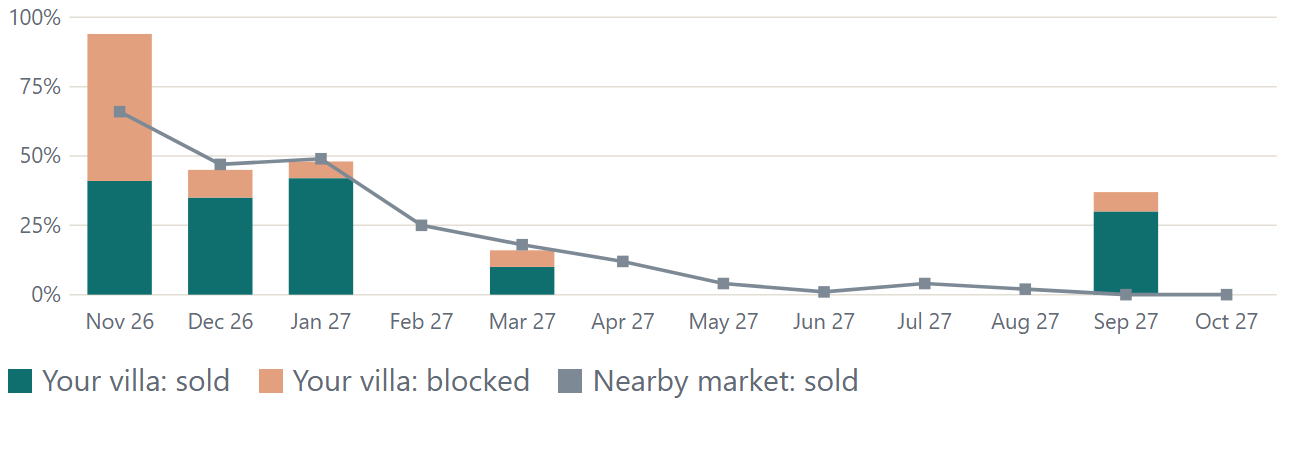 100%
75%
50%
25%
0%
Nov 26 Dec 26 Jan 27 Feb 27 Mar 27 Apr 27 May 27 Jun 27 Jul 27 Aug 27 Sep 27 Oct 27
Your villa: sold Your villa: blocked Nearby market: sold